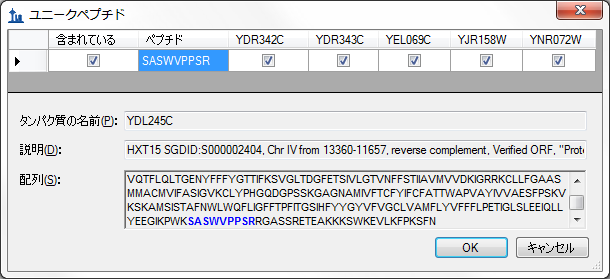 ユニークペプチド
含まれている ペプチド YDR342C YDR343C YEL069C YJR158W YNR072W
SASWVPPSR
タンパク質の名前(P): YDL245C
説明(D): HXT15 SGDID:S000002404, Chr IV from 13360-11657, reverse complement, Verified ORF, "Prote
配列(S):
VQTFLQLTGENYFFFYGTTIFKSVGLTDGFETSIVLGTVNFFSTIIAVMVVDKIGRRKCLLFGAAS
MMACMVIFASIGVKCLYPHGQDGPSSKGAGNAMIVFTCFYIFCFATTWAPVAYIVVAESFPSKV
KSKAMSISTAFNWLWQFLIGFFTPFITGSIHFYYGYVFVGCLVAMFLYVFFFLPETIGLSLEEIQLL
YEEGIKPWKSASWVPPSRRGASSRETEAKKKSWKEVLKFPKSFN
OK キャンセル